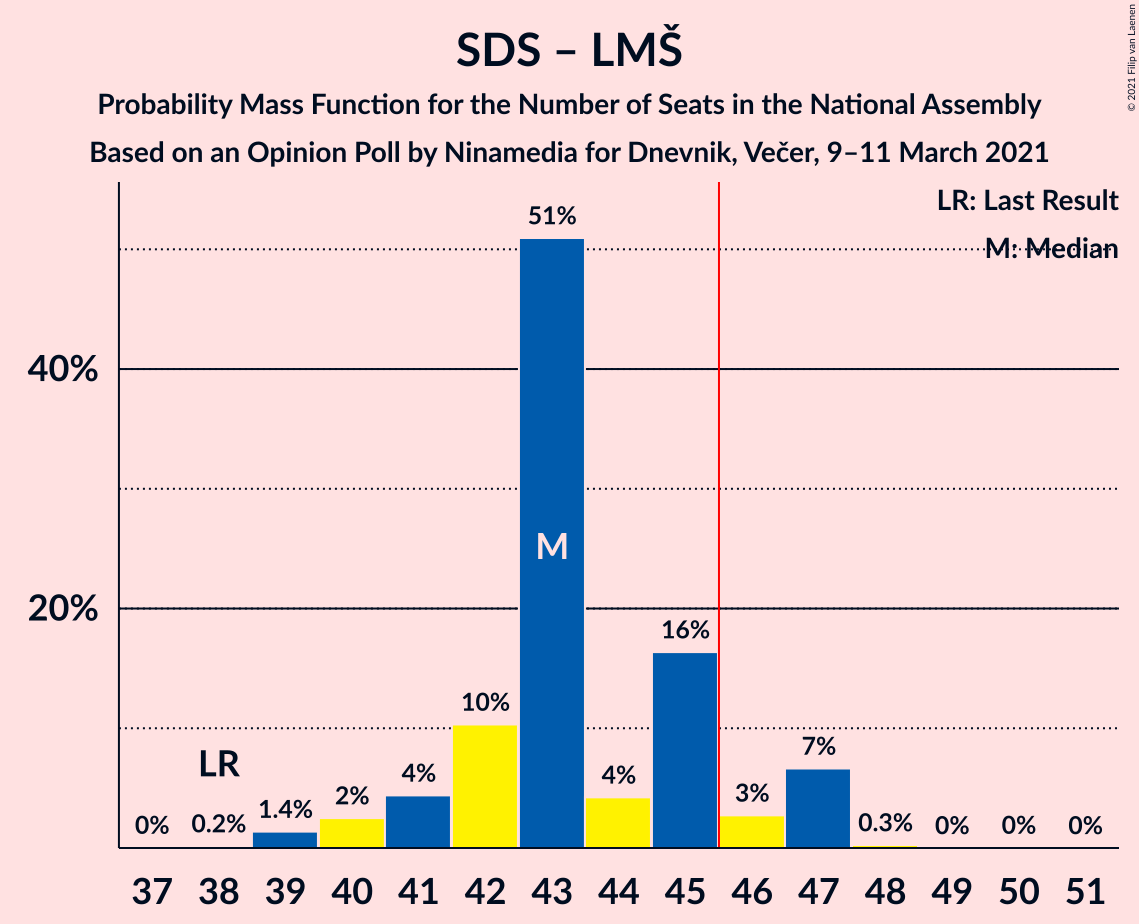 SDS – LMŠ
Probability Mass Function for the Number of Seats in the National Assembly
Based on an Opinion Poll by Ninamedia for Dnevnik, Večer, 9–11 March 2021
© 2021 Filip van Laenen
LR: Last Result
M: Median
40%
20%
0%
0.2%
1.4%
2%
4%
10%
51%
4%
16%
3%
7%
0.3%
0%
0%
0%
LR
M
37 38 39 40 41 42 43 44 45 46 47 48 49 50 51